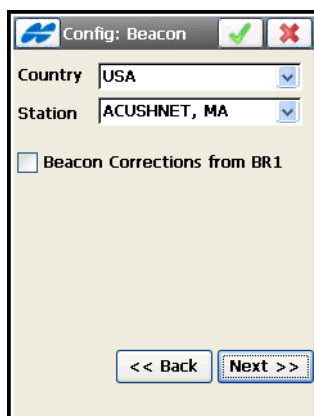 Config: Beacon
Country USA
Station ACUSHNET, MA
Beacon Corrections from BR1
<< Back Next >>